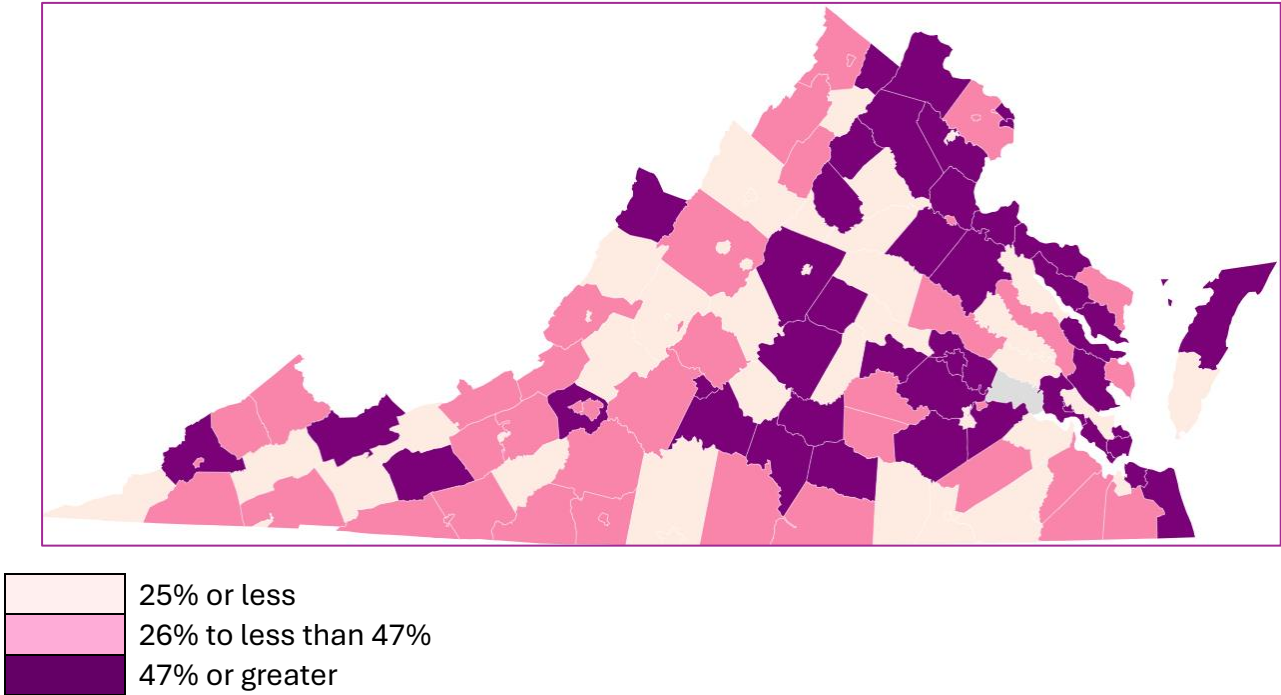 25% or less
26% to less than 47%
47% or greater